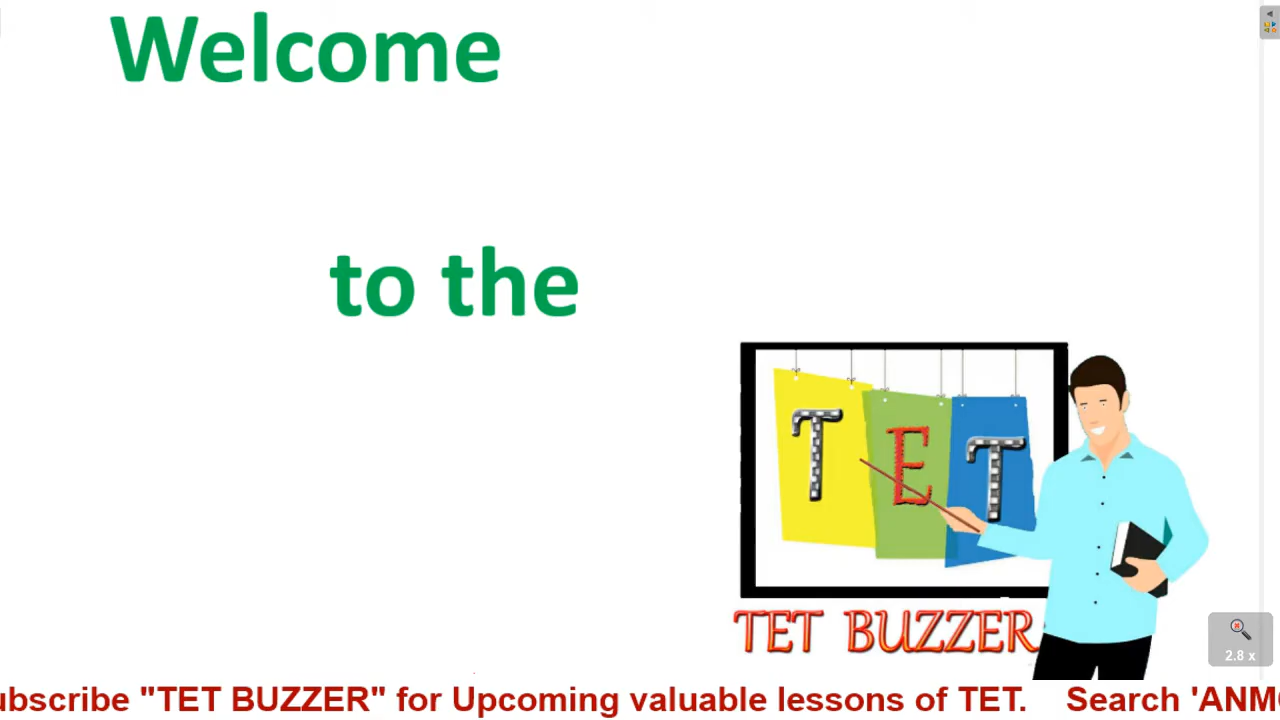 Welcome
to the
T E T
TET BUZZER
2.8 x
ubscribe "TET BUZZER" for Upcoming valuable lessons of TET. Search 'ANM